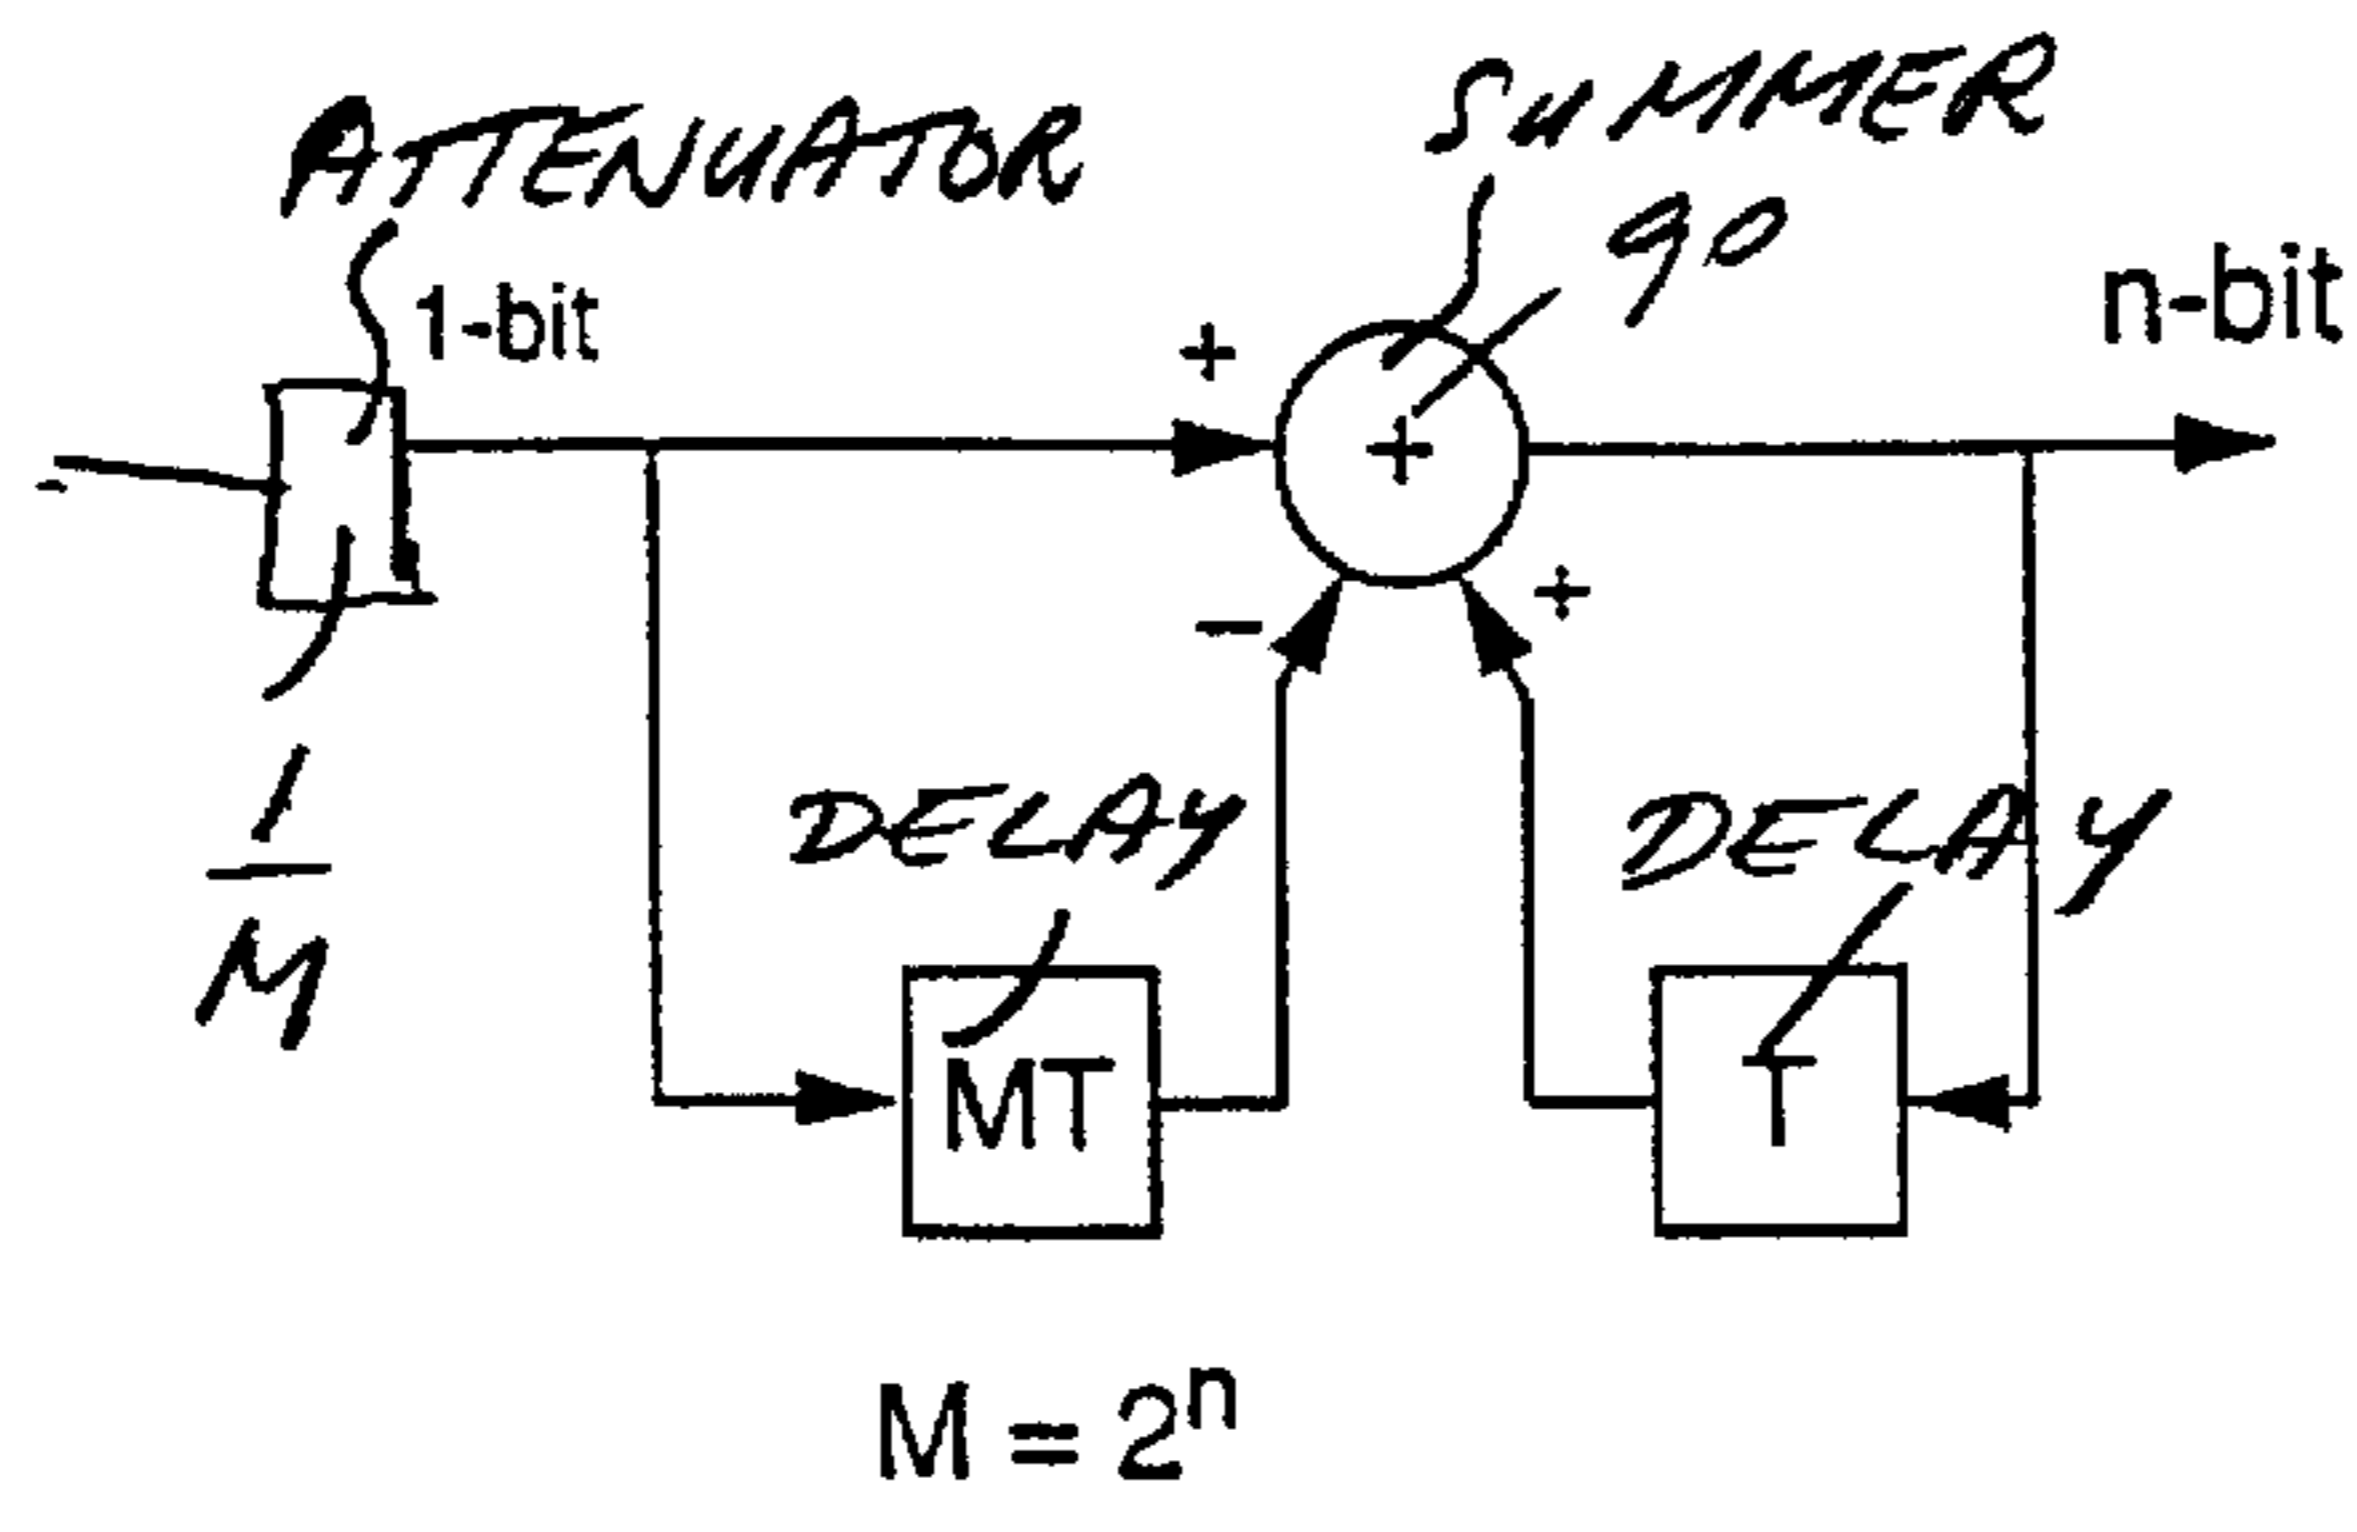 ATTENUATOR
SUMMER
90
1-bit
n-bit
+
+
-
+
1
M
DELAY
DELAY
MT
T
M = 2ⁿ